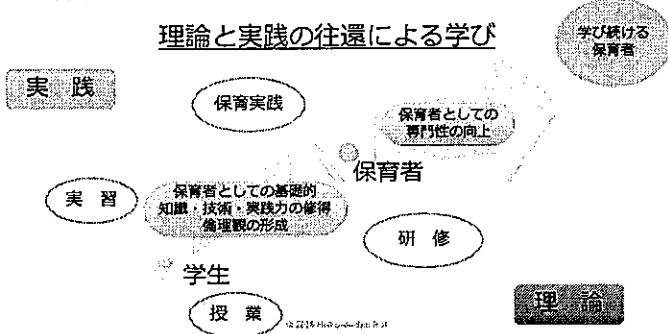 理論と実践の往還による学び
学び続ける
保育者
実 践
保育実践
保育者としての
専門性の向上
保育者
実 習
保育者としての基礎的
知識・技術・実践力の修得
倫理観の形成
研 修
学生
授 業
理 論